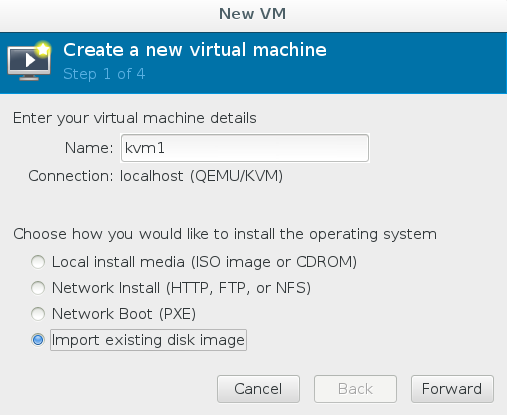 New VM
Create a new virtual machine
Step 1 of 4
Enter your virtual machine details
Name: kvm1
Connection: localhost (QEMU/KVM)
Choose how you would like to install the operating system
Local install media (ISO image or CDROM)
Network Install (HTTP, FTP, or NFS)
Network Boot (PXE)
Import existing disk image
Cancel Back Forward